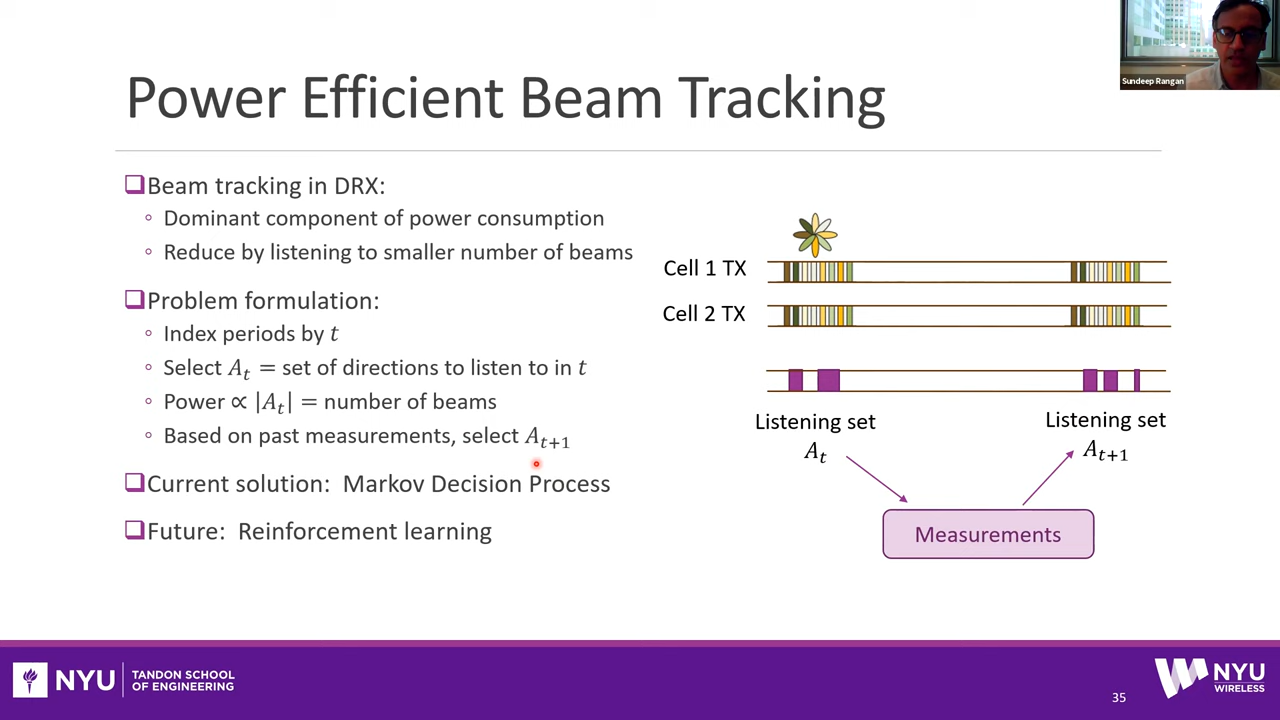 Sundeep Rangan
Power Efficient Beam Tracking
❑Beam tracking in DRX:
◦ Dominant component of power consumption
◦ Reduce by listening to smaller number of beams
❑Problem formulation:
◦ Index periods by t
◦ Select Aₜ = set of directions to listen to in t
◦ Power ∝ |Aₜ| = number of beams
◦ Based on past measurements, select Aₜ₊₁
❑Current solution: Markov Decision Process
❑Future: Reinforcement learning
Cell 1 TX
Cell 2 TX
Listening set
Aₜ
Listening set
Aₜ₊₁
Measurements
NYU
TANDON SCHOOL
OF ENGINEERING
35
NYU
WIRELESS